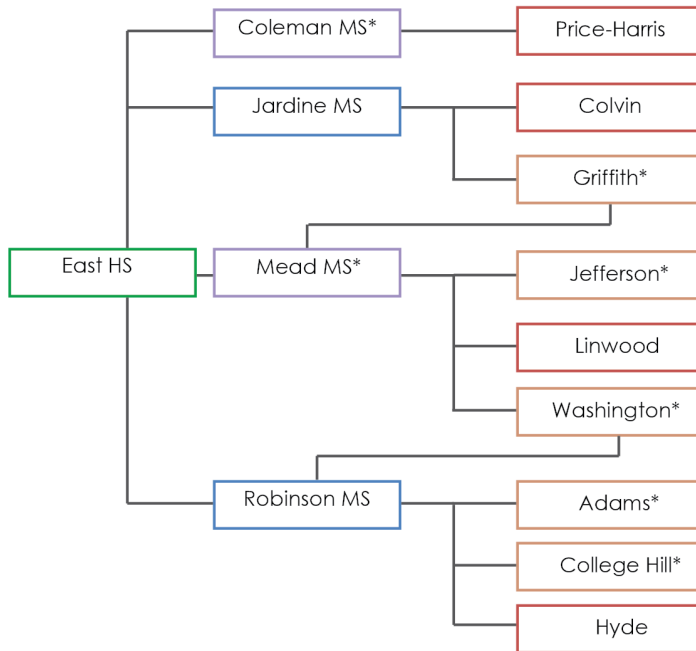 Coleman MS*
Price-Harris
Jardine MS
Colvin
Griffith*
East HS
Mead MS*
Jefferson*
Linwood
Washington*
Robinson MS
Adams*
College Hill*
Hyde